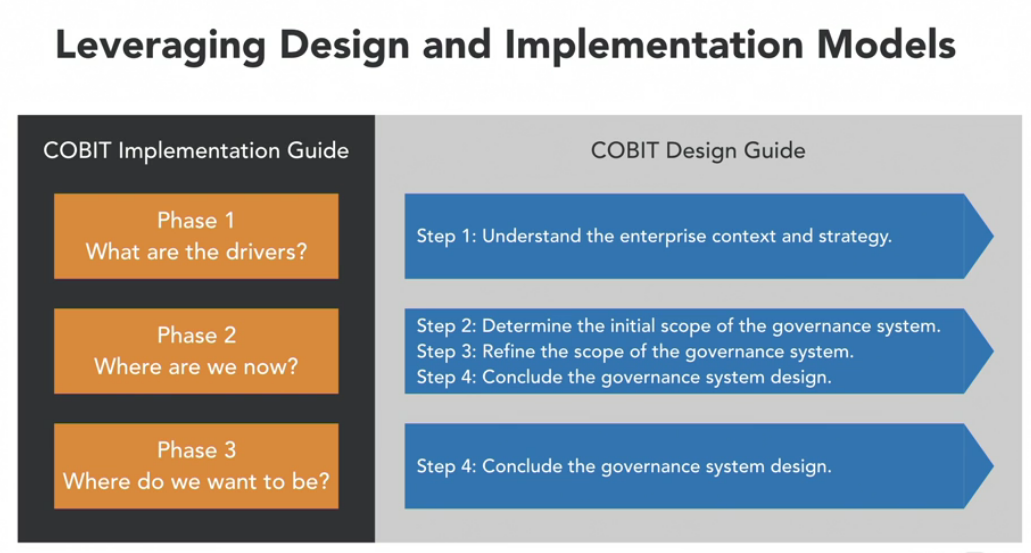 Leveraging Design and Implementation Models
COBIT Implementation Guide
COBIT Design Guide
Phase 1
What are the drivers?
Step 1: Understand the enterprise context and strategy.
Phase 2
Where are we now?
Step 2: Determine the initial scope of the governance system.
Step 3: Refine the scope of the governance system.
Step 4: Conclude the governance system design.
Phase 3
Where do we want to be?
Step 4: Conclude the governance system design.